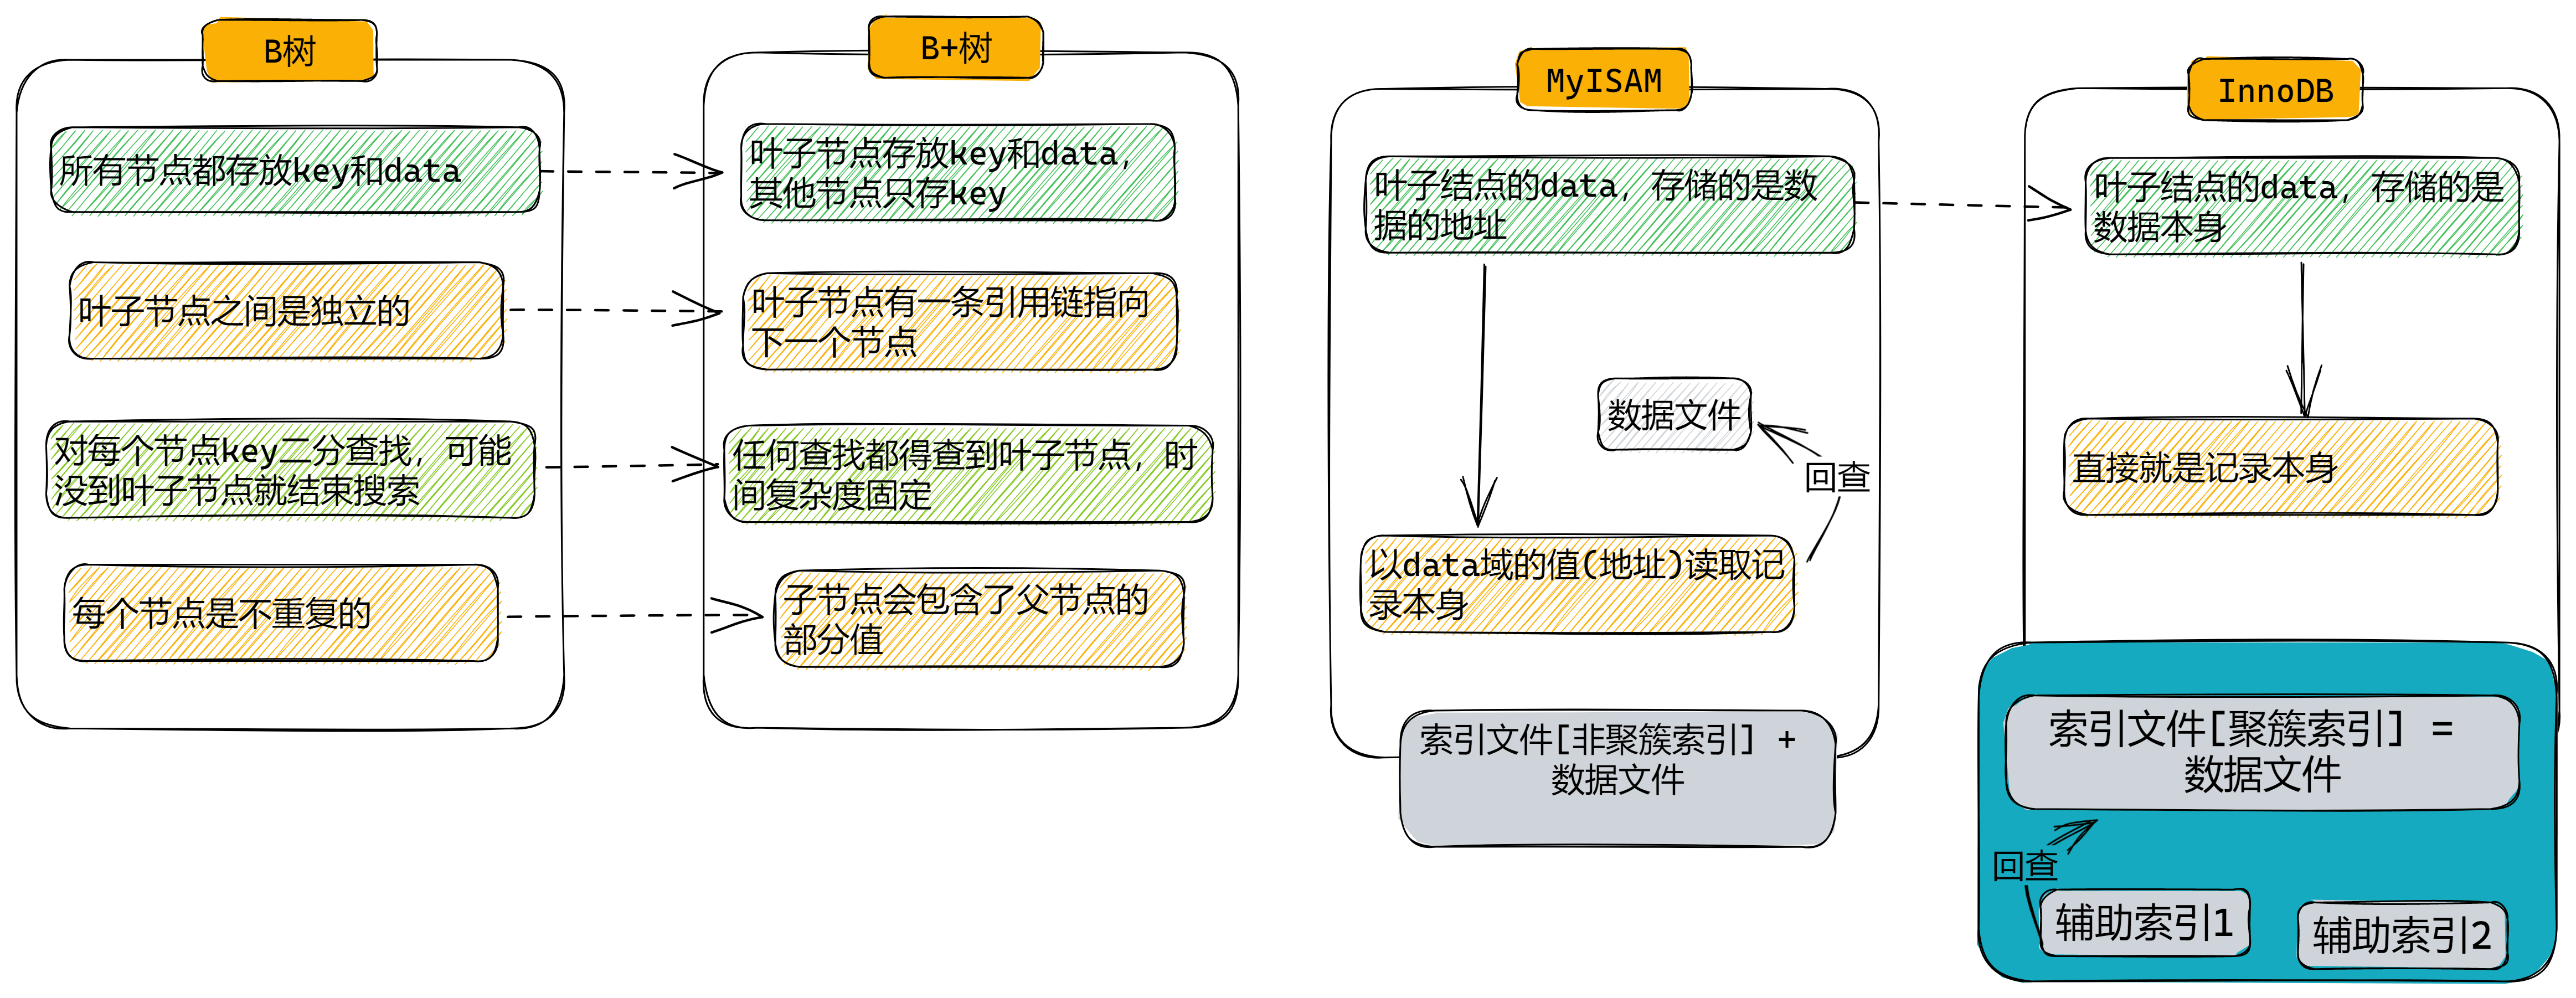 B树
所有节点都存放key和data
叶子节点之间是独立的
对每个节点key二分查找，可能
没到叶子节点就结束搜索
每个节点是不重复的
B+树
叶子节点存放key和data，
其他节点只存key
叶子节点有一条引用链指向
下一个节点
任何查找都得查到叶子节点，时
间复杂度固定
子节点会包含了父节点的
部分值
MyISAM
叶子结点的data，存储的是数
据的地址
数据文件
回查
以data域的值(地址)读取记
录本身
索引文件[非聚簇索引] +
数据文件
InnoDB
叶子结点的data，存储的是
数据本身
直接就是记录本身
索引文件[聚簇索引] =
数据文件
回查
辅助索引1
辅助索引2